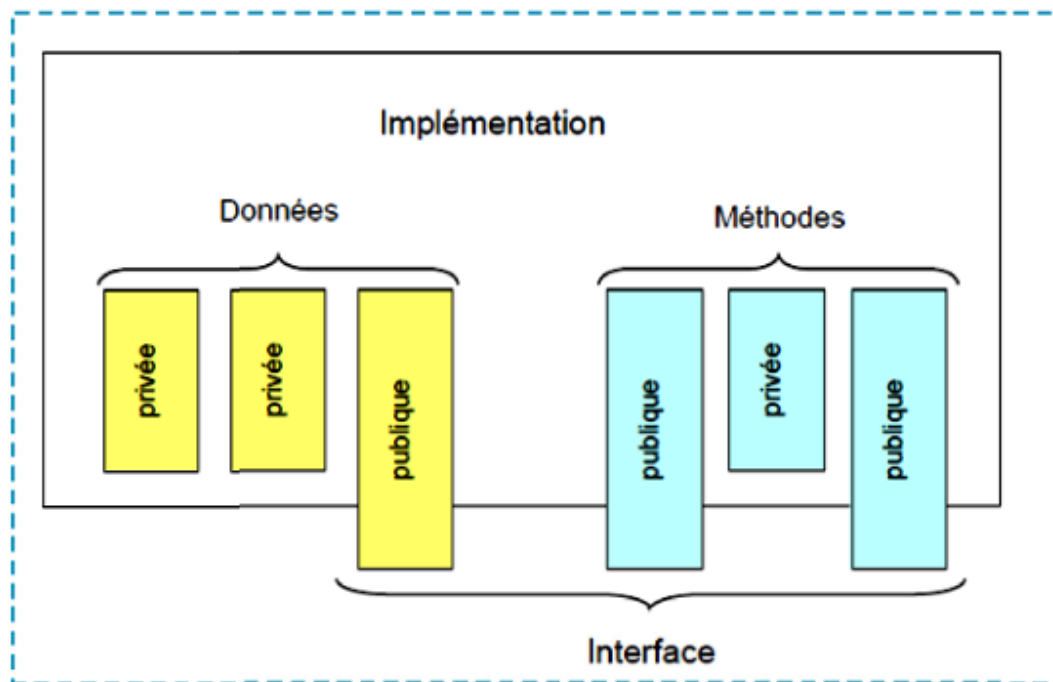 Implémentation
Données
Méthodes
privée
privée
publique
publique
privée
publique
Interface